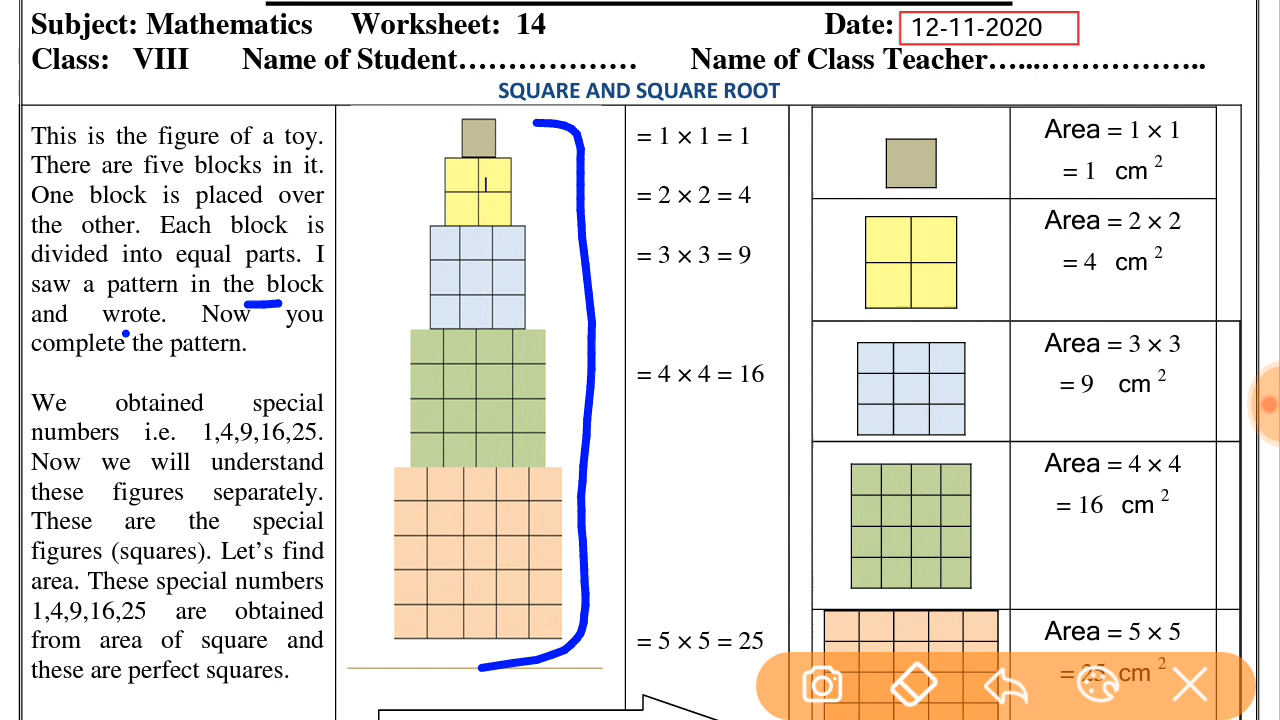 Subject: Mathematics Worksheet: 14 Date: 12-11-2020
Class: VIII Name of Student……………… Name of Class Teacher…...……………..
SQUARE AND SQUARE ROOT
This is the figure of a toy.
There are five blocks in it.
One block is placed over
the other. Each block is
divided into equal parts. I
saw a pattern in the block
and wrote. Now you
complete the pattern.
We obtained special
numbers i.e. 1,4,9,16,25.
Now we will understand
these figures separately.
These are the special
figures (squares). Let's find
area. These special numbers
1,4,9,16,25 are obtained
from area of square and
these are perfect squares.
= 1 × 1 = 1
= 2 × 2 = 4
= 3 × 3 = 9
= 4 × 4 = 16
= 5 × 5 = 25
Area = 1 × 1
= 1 cm 2
Area = 2 × 2
= 4 cm 2
Area = 3 × 3
= 9 cm 2
Area = 4 × 4
= 16 cm 2
Area = 5 × 5
= 25 cm 2